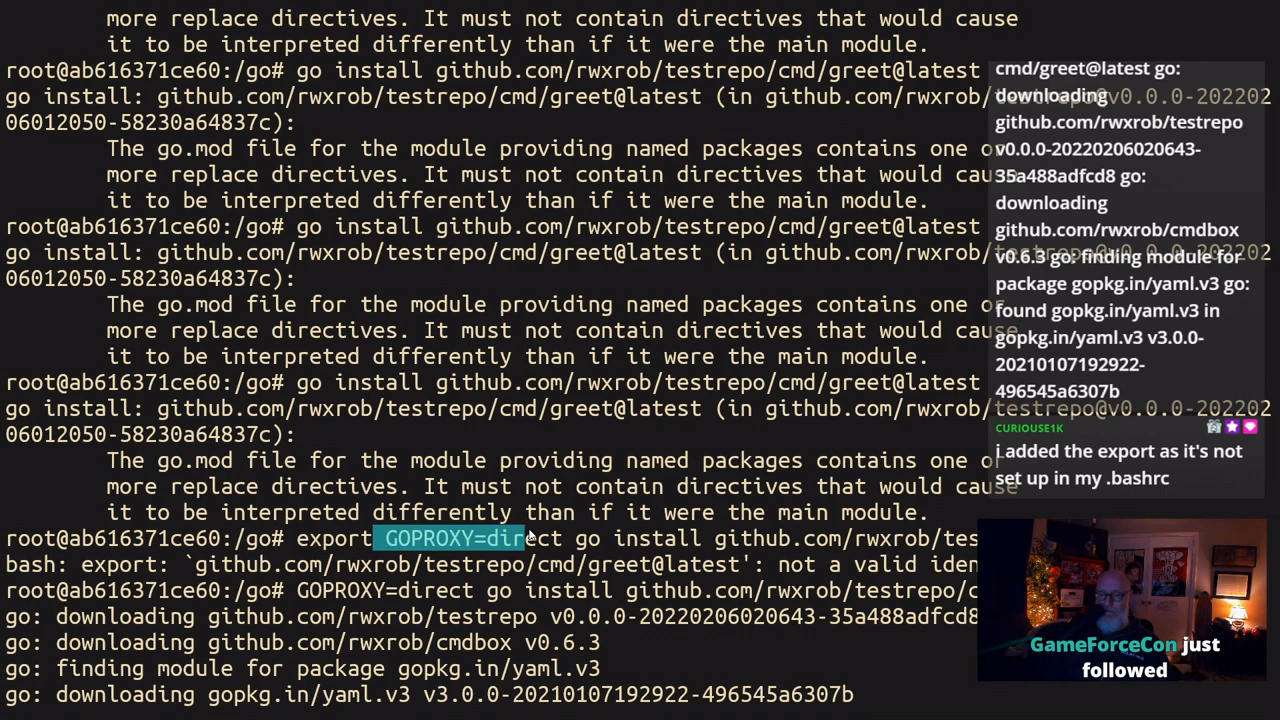 more replace directives. It must not contain directives that would cause
it to be interpreted differently than if it were the main module.
root@ab616371ce60:/go# go install github.com/rwxrob/testrepo/cmd/greet@latest
go install: github.com/rwxrob/testrepo/cmd/greet@latest (in github.com/rwxrob/testrepo@v0.0.0-202202
06012050-58230a64837c):
The go.mod file for the module providing named packages contains one or
more replace directives. It must not contain directives that would cause
it to be interpreted differently than if it were the main module.
root@ab616371ce60:/go# go install github.com/rwxrob/testrepo/cmd/greet@latest
go install: github.com/rwxrob/testrepo/cmd/greet@latest (in github.com/rwxrob/testrepo@v0.0.0-202202
06012050-58230a64837c):
The go.mod file for the module providing named packages contains one or
more replace directives. It must not contain directives that would cause
it to be interpreted differently than if it were the main module.
root@ab616371ce60:/go# go install github.com/rwxrob/testrepo/cmd/greet@latest
go install: github.com/rwxrob/testrepo/cmd/greet@latest (in github.com/rwxrob/testrepo@v0.0.0-202202
06012050-58230a64837c):
The go.mod file for the module providing named packages contains one or
more replace directives. It must not contain directives that would cause
it to be interpreted differently than if it were the main module.
root@ab616371ce60:/go# export GOPROXY=direct go install github.com/rwxrob/tes
bash: export: `github.com/rwxrob/testrepo/cmd/greet@latest': not a valid iden
root@ab616371ce60:/go# GOPROXY=direct go install github.com/rwxrob/testrepo/c
go: downloading github.com/rwxrob/testrepo v0.0.0-20220206020643-35a488adfcd8
go: downloading github.com/rwxrob/cmdbox v0.6.3
go: finding module for package gopkg.in/yaml.v3
go: downloading gopkg.in/yaml.v3 v3.0.0-20210107192922-496545a6307b
cmd/greet@latest go:
downloading
github.com/rwxrob/testrepo
v0.0.0-20220206020643-
35a488adfcd8 go:
downloading
github.com/rwxrob/cmdbox
v0.6.3 go: finding module for
package gopkg.in/yaml.v3 go:
found gopkg.in/yaml.v3 in
gopkg.in/yaml.v3 v3.0.0-
20210107192922-
496545a6307b
CURIOUSE1K
i added the export as it's not
set up in my .bashrc
GameForceCon just
followed